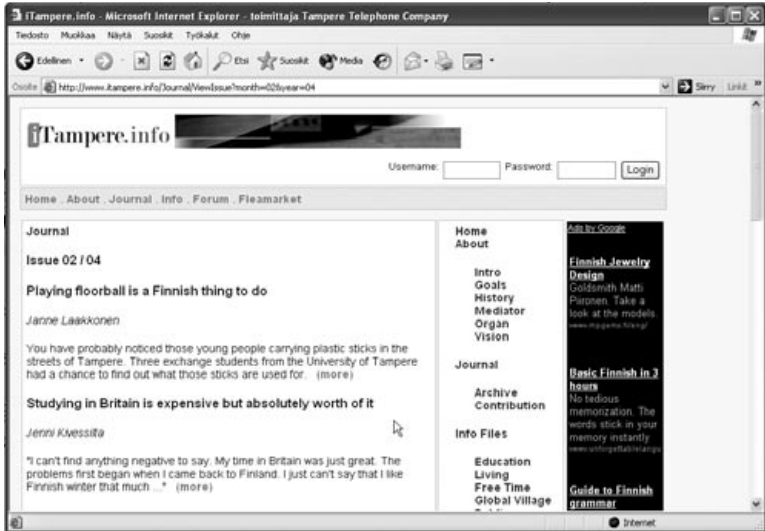 iTampere.info - Microsoft Internet Explorer - toimittaja Tampere Telephone Company
Tiedosto Muokkaa Näytä Suosikit Työkalut Ohje
Edellinen Etsi Suosikit Media
Osoite http://www.itampere.info/Journal/ViewIssue?month=02&year=04 Siirry Linkit »
iTampere.info
Username: Password: Login
Home . About . Journal . Info . Forum . Fleamarket
Journal
Issue 02 / 04
Playing floorball is a Finnish thing to do
Janne Laakkonen
You have probably noticed those young people carrying plastic sticks in the
streets of Tampere. Three exchange students from the University of Tampere
had a chance to find out what those sticks are used for. (more)
Studying in Britain is expensive but absolutely worth of it
Jenni Kivessilta
"I can't find anything negative to say. My time in Britain was just great. The
problems first began when I came back to Finland. I just can't say that I like
Finnish winter that much ..." (more)
Home
About
Intro
Goals
History
Mediator
Organ
Vision
Journal
Archive
Contribution
Info Files
Education
Living
Free Time
Global Village
Ads by Google
Finnish Jewelry
Design
Goldsmith Matti
Piironen. Take a
look at the models.
Basic Finnish in 3
hours
No tedious
memorization. The
words stick in your
memory instantly
Guide to Finnish
grammar
Internet